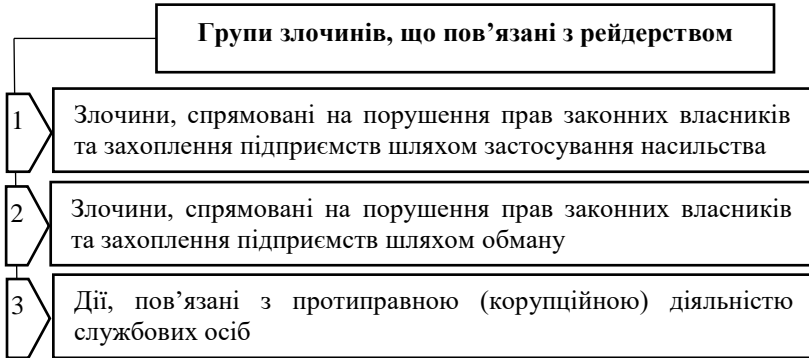 Групи злочинів, що пов’язані з рейдерством
1
Злочини, спрямовані на порушення прав законних власників
та захоплення підприємств шляхом застосування насильства
2
Злочини, спрямовані на порушення прав законних власників
та захоплення підприємств шляхом обману
3
Дії, пов’язані з протиправною (корупційною) діяльністю
службових осіб